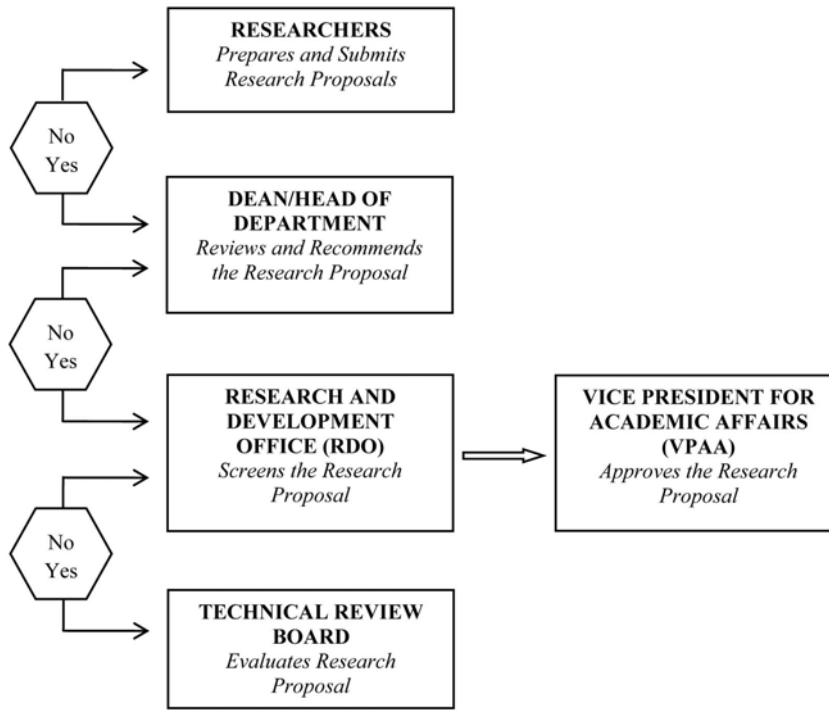 RESEARCHERS
Prepares and Submits
Research Proposals
No
Yes
DEAN/HEAD OF
DEPARTMENT
Reviews and Recommends
the Research Proposal
No
Yes
RESEARCH AND
DEVELOPMENT
OFFICE (RDO)
Screens the Research
Proposal
VICE PRESIDENT FOR
ACADEMIC AFFAIRS
(VPAA)
Approves the Research
Proposal
No
Yes
TECHNICAL REVIEW
BOARD
Evaluates Research
Proposal